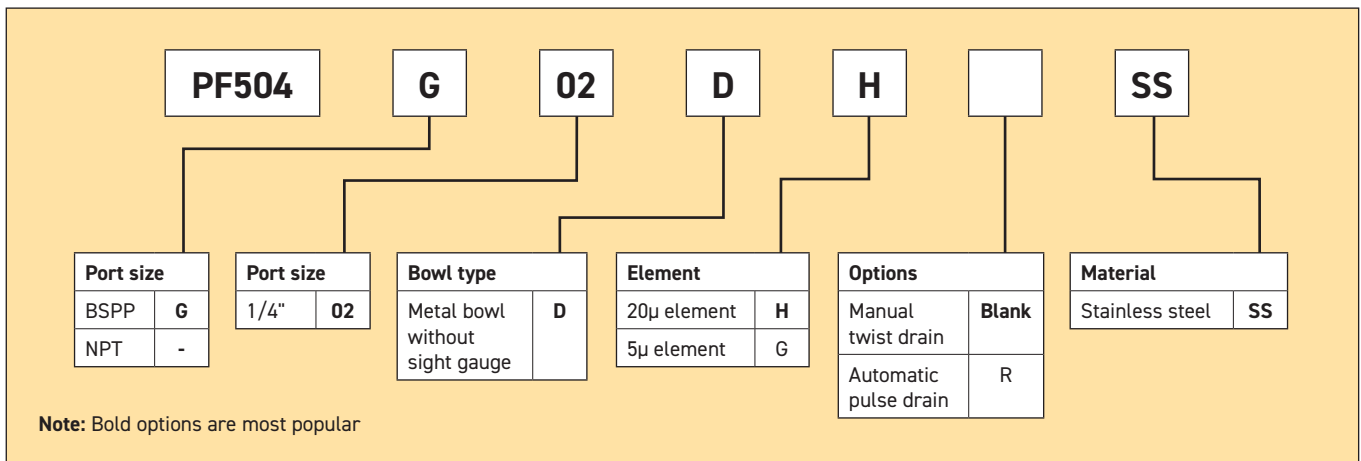 PF504 G 02 D H SS
Port size
BSPP G
NPT -
Port size
1/4" 02
Bowl type
Metal bowl D
without
sight gauge
Element
20µ element H
5µ element G
Options
Manual Blank
twist drain
Automatic R
pulse drain
Material
Stainless steel SS
Note: Bold options are most popular